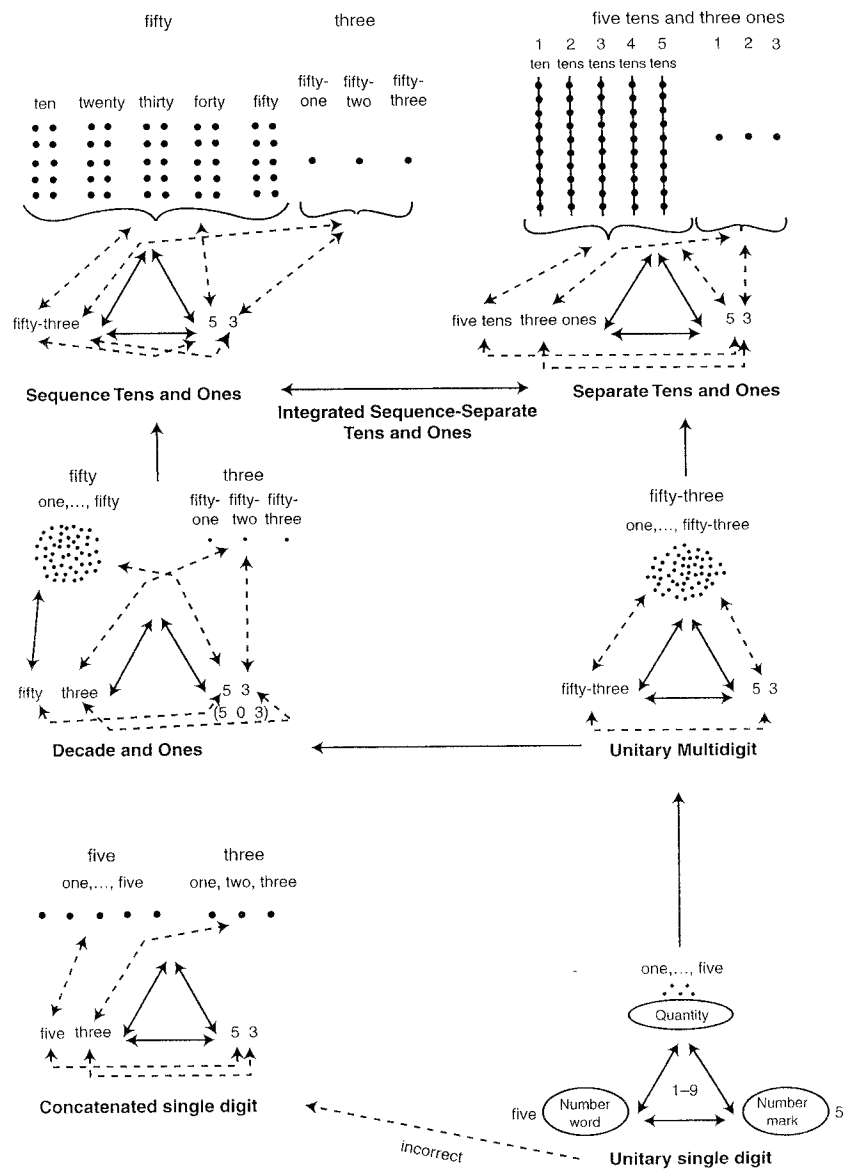 fifty three
five tens and three ones
1 2 3 4 5 1 2 3
ten tens tens tens tens
fifty- fifty- fifty-
ten twenty thirty forty fifty one two three
fifty-three 5 3
five tens three ones 5 3
Sequence Tens and Ones
Separate Tens and Ones
Integrated Sequence-Separate
Tens and Ones
fifty three
one,..., fifty
fifty- fifty- fifty-
one two three
fifty-three
one,..., fifty-three
fifty three 5 3
(5 0 3)
fifty-three 5 3
Decade and Ones
Unitary Multidigit
five three
one,..., five one, two, three
five three 5 3
Concatenated single digit
one,..., five
Quantity
1–9
five
Number
word
Number
mark
5
incorrect
Unitary single digit